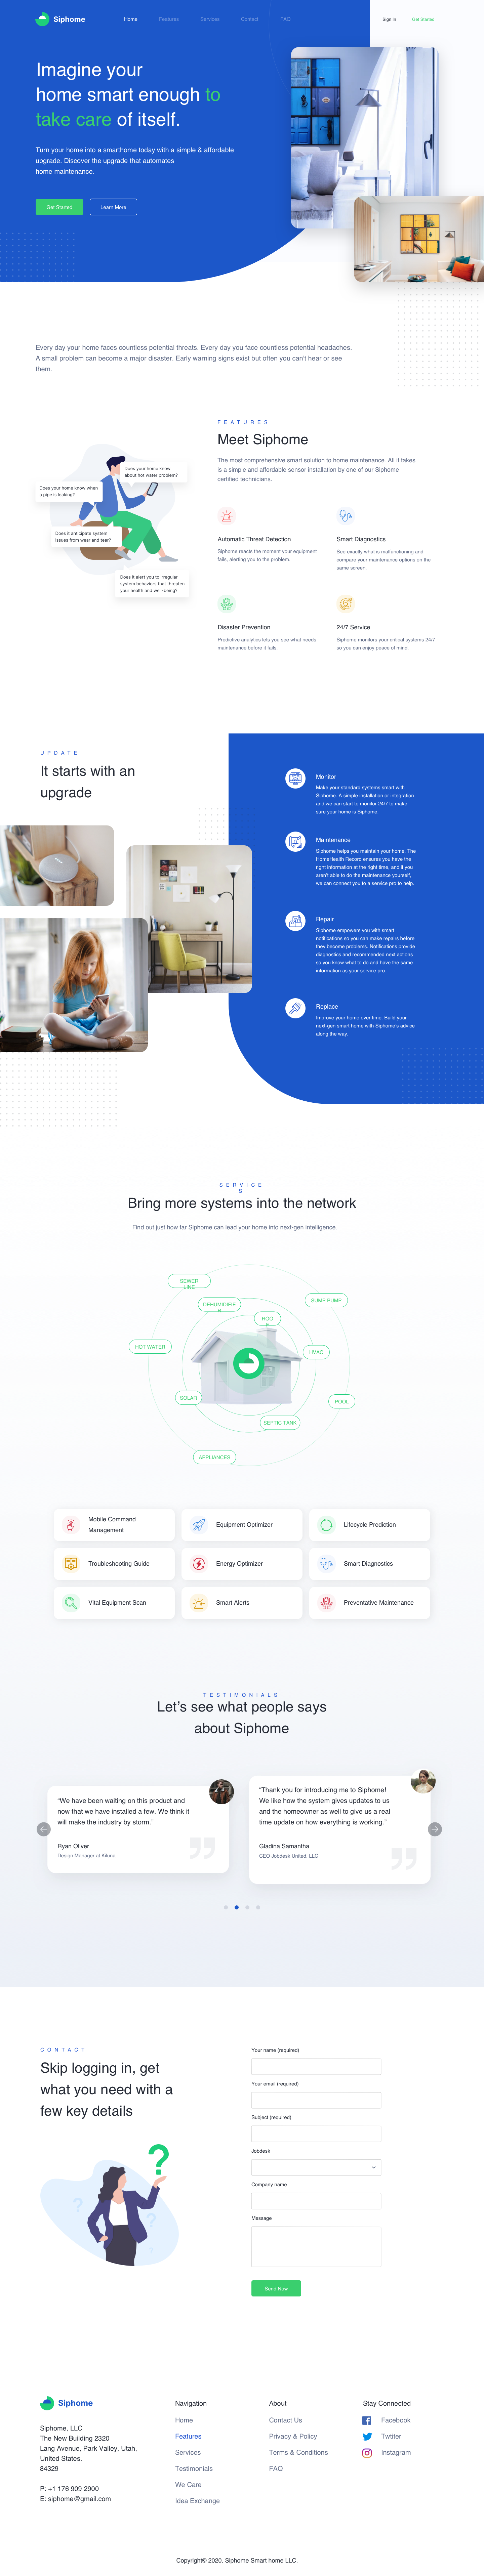 Siphome
Home
Features
Services
Contact
FAQ
Sign In
Get Started
Imagine your
home smart enough to
take care of itself.
Turn your home into a smarthome today with a simple & affordable
upgrade. Discover the upgrade that automates
home maintenance.
Get Started
Learn More
Every day your home faces countless potential threats. Every day you face countless potential headaches.
A small problem can become a major disaster. Early warning signs exist but often you can't hear or see
them.
FEATURES
Meet Siphome
The most comprehensive smart solution to home maintenance. All it takes
is a simple and affordable sensor installation by one of our Siphome
certified technicians.
Does your home know
about hot water problem?
Does your home know when
a pipe is leaking?
Does it anticipate system
issues from wear and tear?
Does it alert you to irregular
system behaviors that threaten
your health and well-being?
Automatic Threat Detection
Siphome reacts the moment your equipment
fails, alerting you to the problem.
Smart Diagnostics
See exactly what is malfunctioning and
compare your maintenance options on the
same screen.
Disaster Prevention
Predictive analytics lets you see what needs
maintenance before it fails.
24/7 Service
Siphome monitors your critical systems 24/7
so you can enjoy peace of mind.
UPDATE
It starts with an
upgrade
Monitor
Make your standard systems smart with
Siphome. A simple installation or integration
and we can start to monitor 24/7 to make
sure your home is Siphome.
Maintenance
Siphome helps you maintain your home. The
HomeHealth Record ensures you have the
right information at the right time, and if you
aren't able to do the maintenance yourself,
we can connect you to a service pro to help.
Repair
Siphome empowers you with smart
notifications so you can make repairs before
they become problems. Notifications provide
diagnostics and recommended next actions
so you know what to do and have the same
information as your service pro.
Replace
Improve your home over time. Build your
next-gen smart home with Siphome's advice
along the way.
SERVICE
S
Bring more systems into the network
Find out just how far Siphome can lead your home into next-gen intelligence.
SEWER
LINE
DEHUMIDIFIE
R
SUMP PUMP
ROO
F
HOT WATER
HVAC
SOLAR
POOL
SEPTIC TANK
APPLIANCES
Mobile Command
Management
Equipment Optimizer
Lifecycle Prediction
Troubleshooting Guide
Energy Optimizer
Smart Diagnostics
Vital Equipment Scan
Smart Alerts
Preventative Maintenance
TESTIMONIALS
Let's see what people says
about Siphome
"We have been waiting on this product and
now that we have installed a few. We think it
will make the industry by storm."
Ryan Oliver
Design Manager at Kiluna
"Thank you for introducing me to Siphome!
We like how the system gives updates to us
and the homeowner as well to give us a real
time update on how everything is working."
Gladina Samantha
CEO Jobdesk United. LLC
CONTACT
Skip logging in, get
what you need with a
few key details
Your name (required)
Your email (required)
Subject (required)
Jobdesk
Company name
Message
Send Now
Siphome
Siphome, LLC
The New Building 2320
Lang Avenue, Park Valley, Utah,
United States.
84329
P: +1 176 909 2900
E: siphome@gmail.com
Navigation
Home
Features
Services
Testimonials
We Care
Idea Exchange
About
Contact Us
Privacy & Policy
Terms & Conditions
FAQ
Stay Connected
Facebook
Twtiter
Instagram
Copyright© 2020. Siphome Smart home LLC.